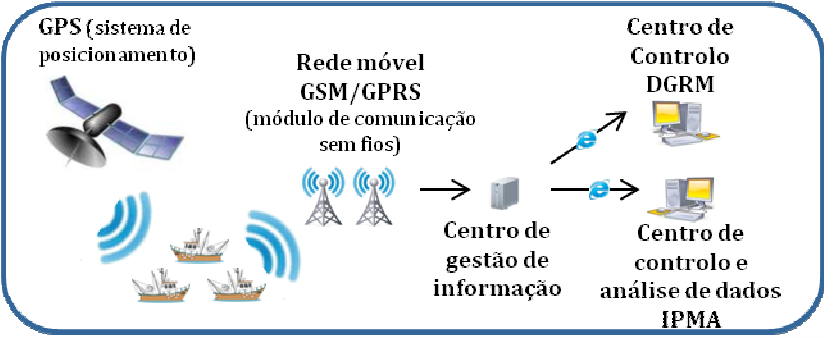 GPS (sistema de
posicionamento)
Rede móvel
GSM/GPRS
(módulo de comunicação
sem fios)
Centro de
gestão de
informação
Centro de
Controlo
DGRM
Centro de
controlo e
análise de dados
IPMA